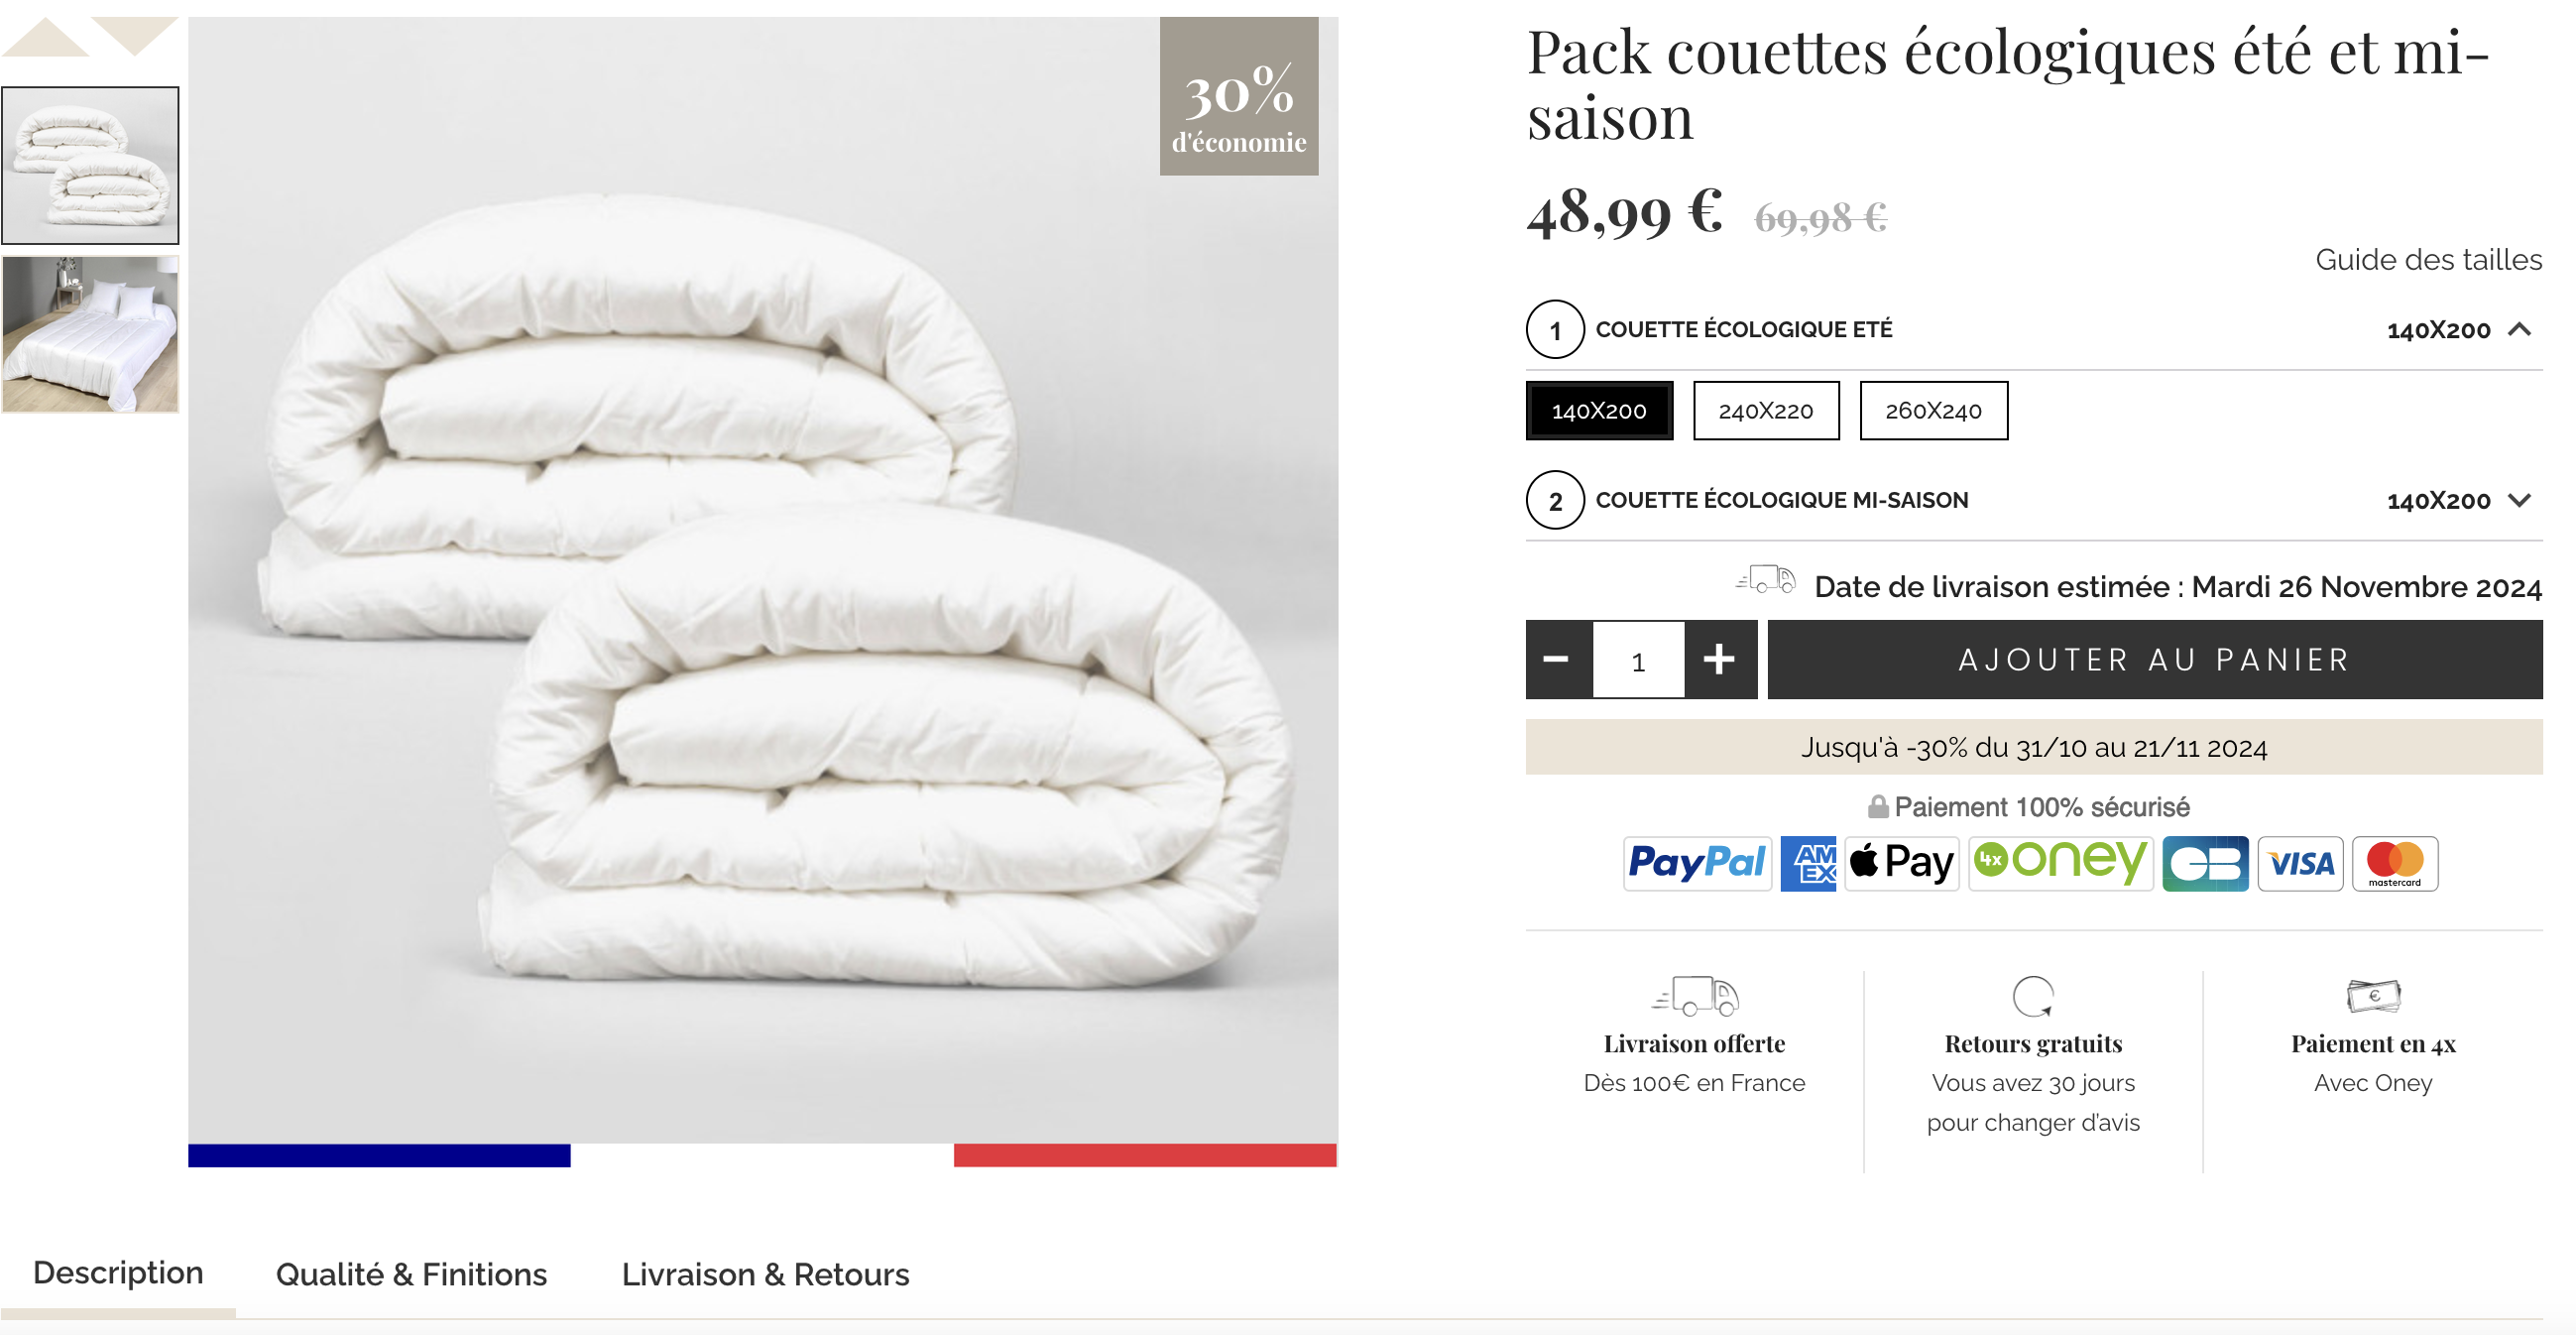 30%
d'économie
Pack couettes écologiques été et mi-
saison
48,99 € 69,98 €
Guide des tailles
1 COUETTE ÉCOLOGIQUE ETÉ 140X200
140X200 240X220 260X240
2 COUETTE ÉCOLOGIQUE MI-SAISON 140X200
Date de livraison estimée : Mardi 26 Novembre 2024
− 1 + AJOUTER AU PANIER
Jusqu'à -30% du 31/10 au 21/11 2024
Paiement 100% sécurisé
PayPal AM EX Pay 4x oney CB VISA mastercard
Livraison offerte
Dès 100€ en France
Retours gratuits
Vous avez 30 jours
pour changer d'avis
€
Paiement en 4x
Avec Oney
Description Qualité & Finitions Livraison & Retours